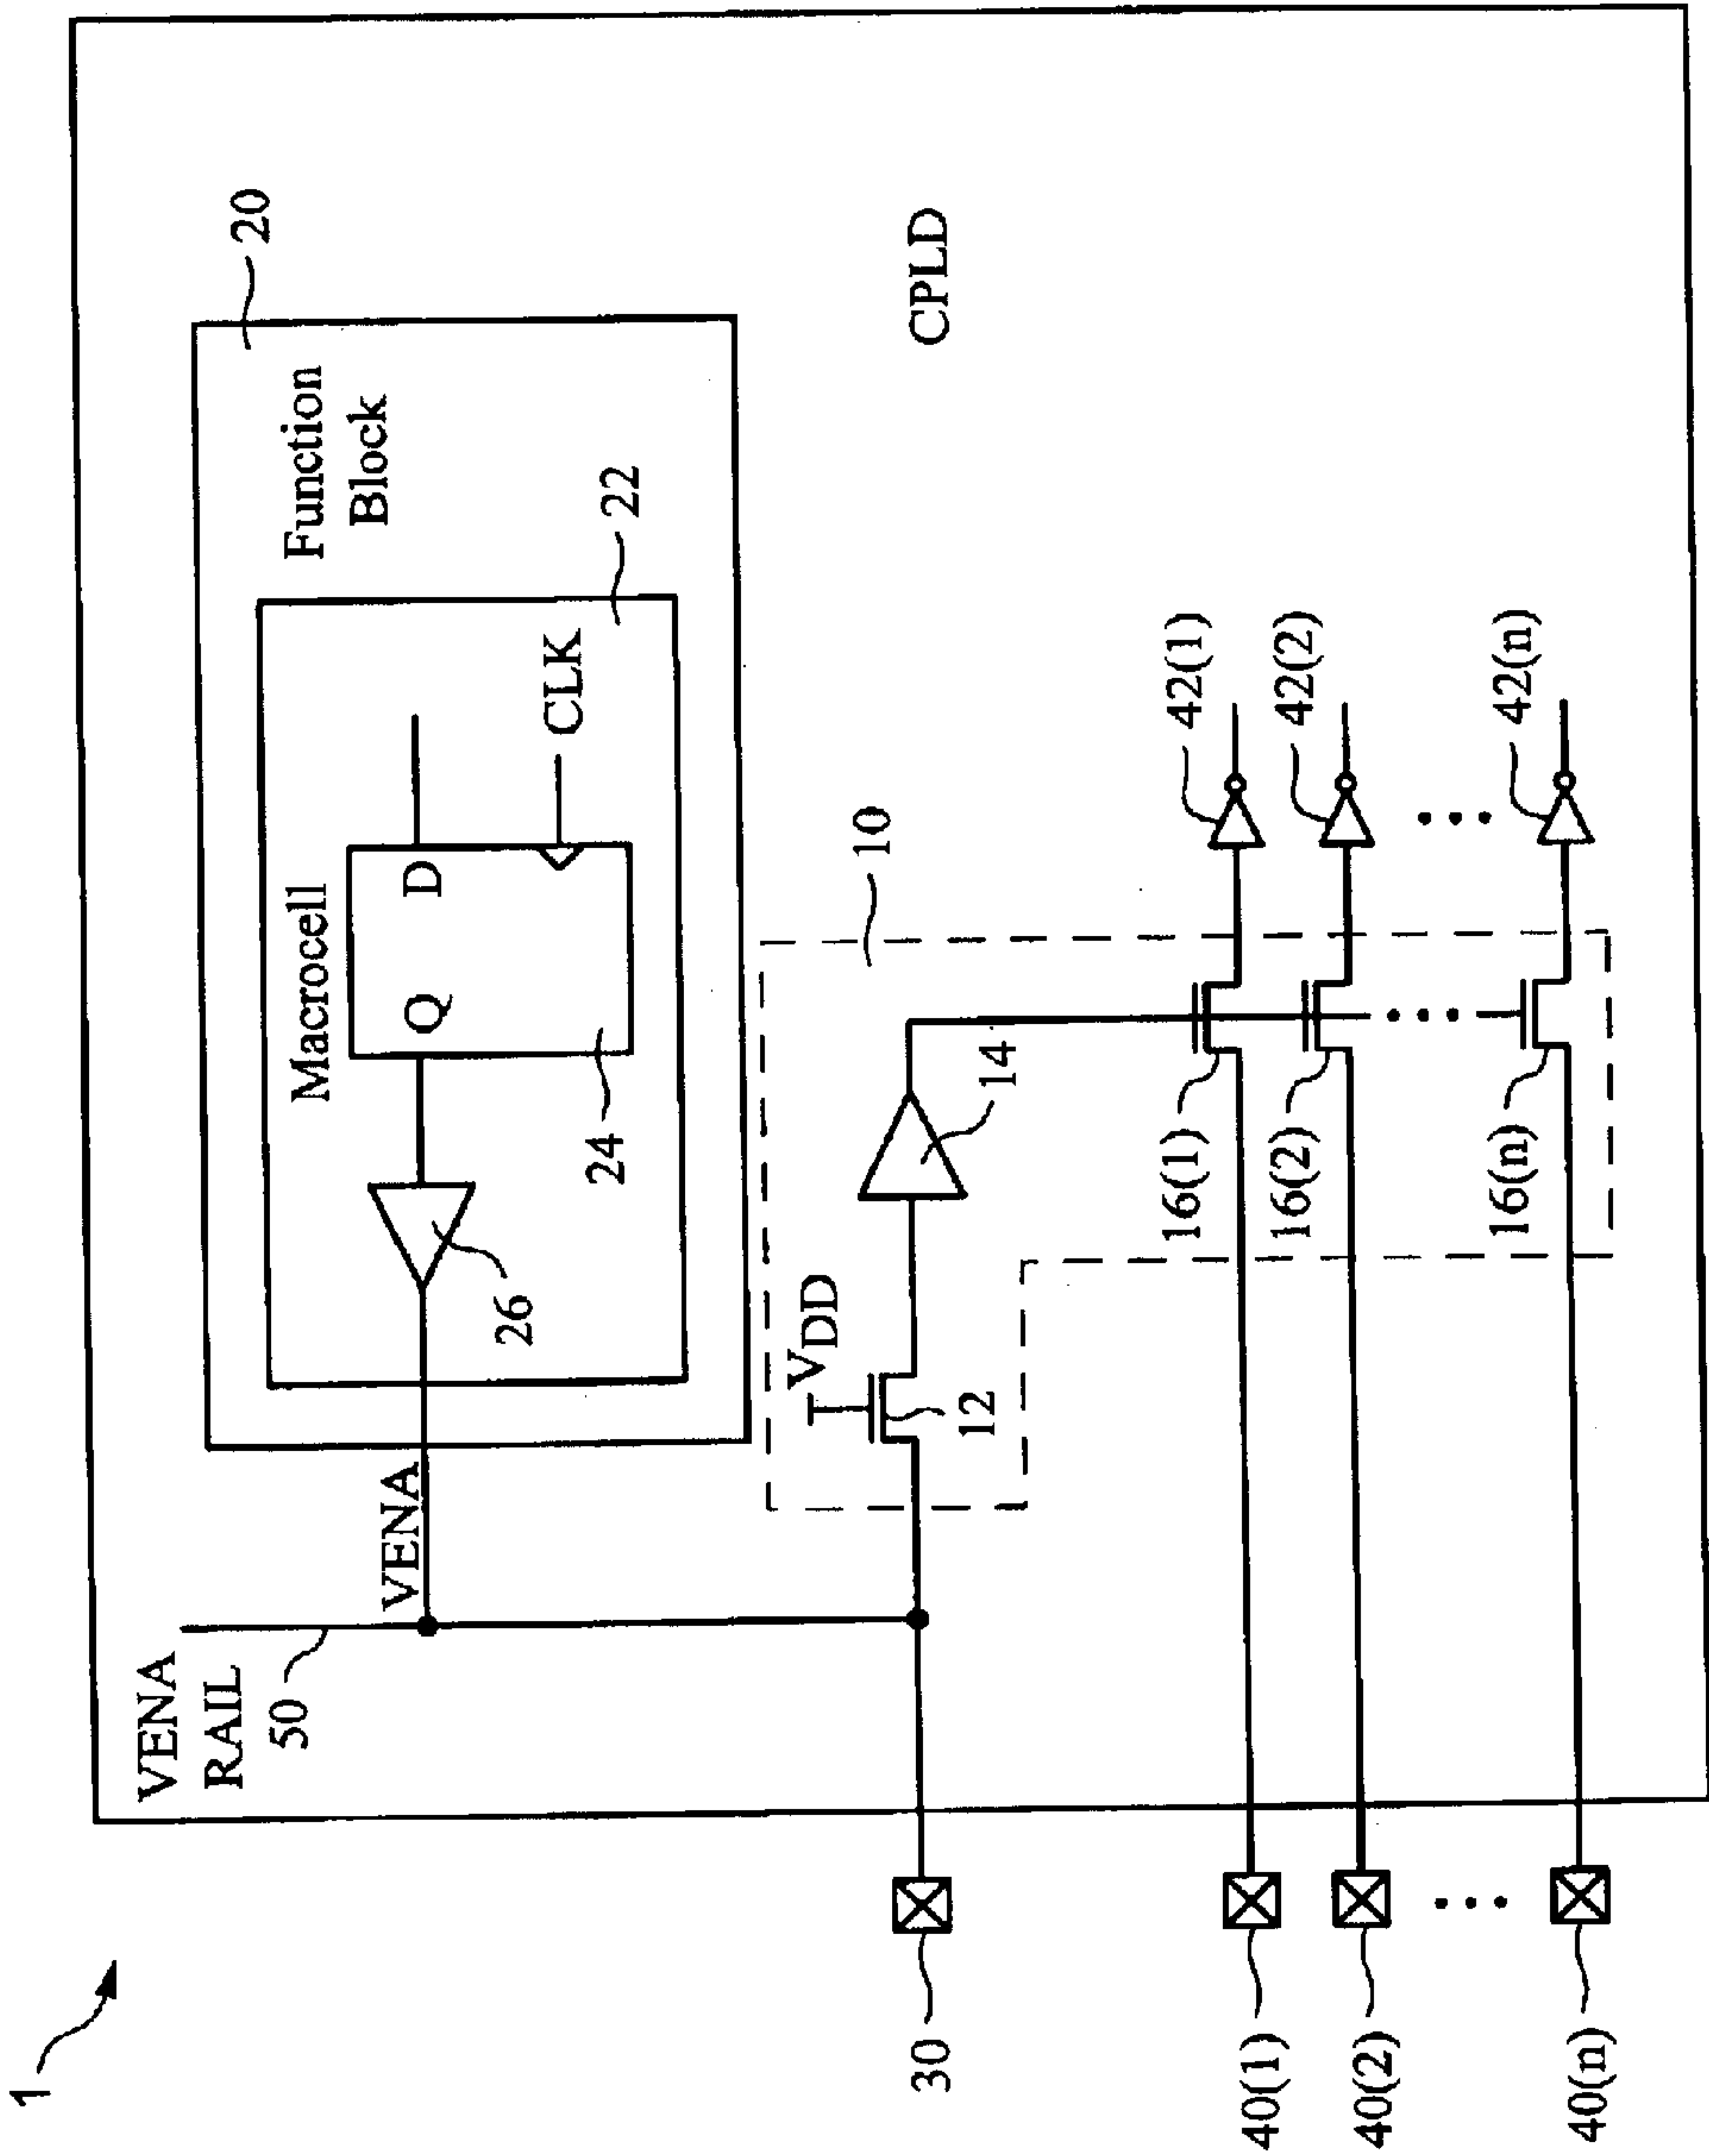 1
VENA
RAIL
50
VENA
20
Function
Block
22
Macrocell
Q
D
CLK
24
26
VDD
12
14
10
CPLD
30
16(1)
42(1)
40(1)
16(2)
42(2)
40(2)
16(n)
42(n)
40(n)